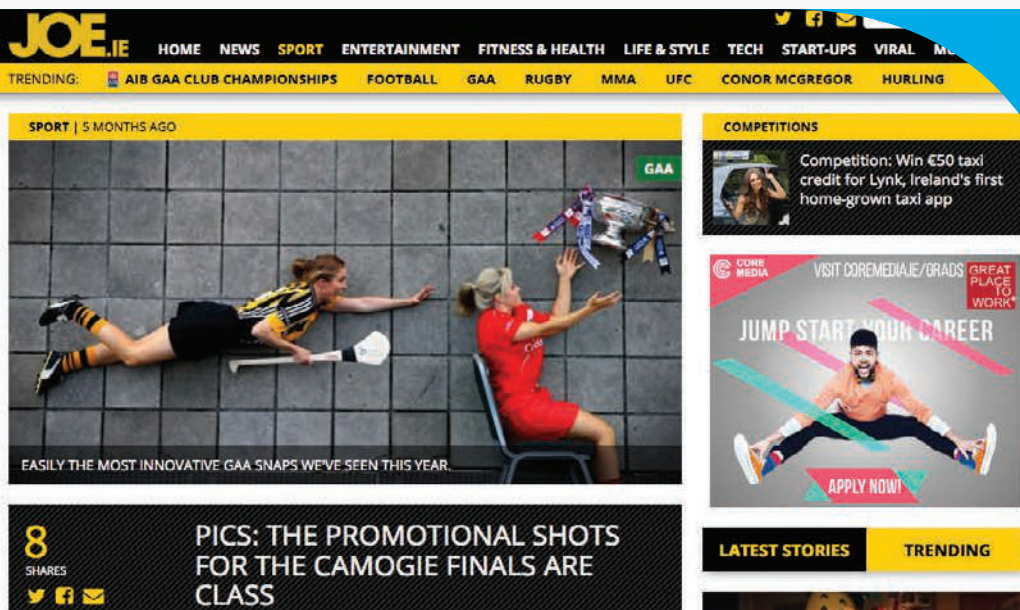 JOE.IE
HOME NEWS SPORT ENTERTAINMENT FITNESS & HEALTH LIFE & STYLE TECH START-UPS VIRAL
TRENDING: AIB GAA CLUB CHAMPIONSHIPS FOOTBALL GAA RUGBY MMA UFC CONOR MCGREGOR HURLING
SPORT | 5 MONTHS AGO
GAA
EASILY THE MOST INNOVATIVE GAA SNAPS WE'VE SEEN THIS YEAR.
8
SHARES
PICS: THE PROMOTIONAL SHOTS
FOR THE CAMOGIE FINALS ARE
CLASS
COMPETITIONS
Competition: Win €50 taxi
credit for Lynk, Ireland's first
home-grown taxi app
CORE
MEDIA
VISIT COREMEDIA.IE/GRADS
GREAT
PLACE
TO
WORK
JUMP START YOUR CAREER
APPLY NOW!
LATEST STORIES
TRENDING